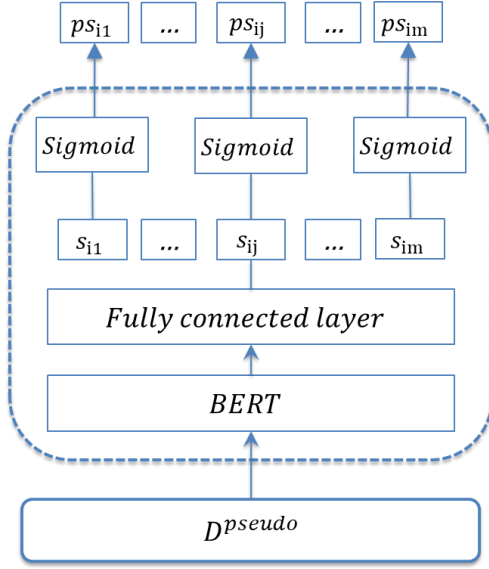 ps_i1 ... ps_ij ... ps_im
Sigmoid Sigmoid Sigmoid
s_i1 ... s_ij ... s_im
Fully connected layer
BERT
D^pseudo